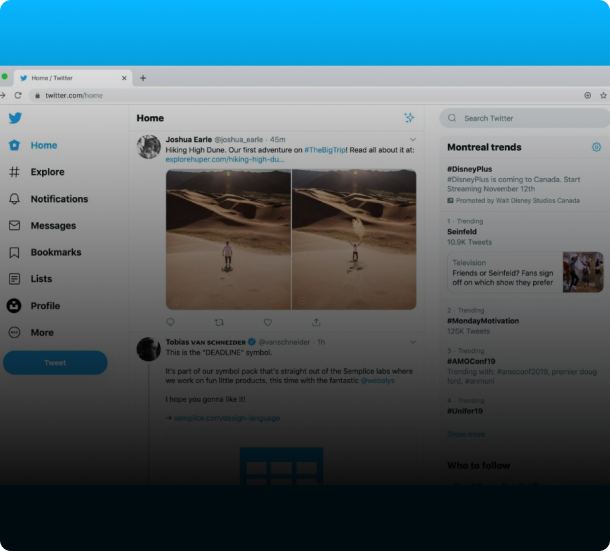 Home / Twitter
twitter.com/home
Home
Explore
Notifications
Messages
Bookmarks
Lists
Profile
More
Tweet
Home
Joshua Earle @joshua_earle · 45m
Hiking High Dune. Our first adventure on #TheBigTrip! Read all about it at:
explorehuper.com/hiking-high-du...
Tobias VAN SCHNEIDER @vanschneider · 1h
This is the "DEADLINE" symbol.
It's part of our symbol pack that's straight out of the Semplice labs where
we work on fun little products, this time with the fantastic
I hope you gonna like it!
→ semplice.com/design-language
Search Twitter
Montreal trends
#DisneyPlus
#DisneyPlus is coming to Canada. Start
Streaming November 12th
Promoted by Walt Disney Studios Canada
1 · Trending
Seinfeld
10.9K Tweets
Television
Friends or Seinfeld? Fans sign
off on which show they prefer
2 · Trending
#MondayMotivation
125K Tweets
3 · Trending
#AMOConf19
Trending with: #amoconf2019, premier doug
ford,
4 · Trending
#Unifor19
Show more
Who to follow